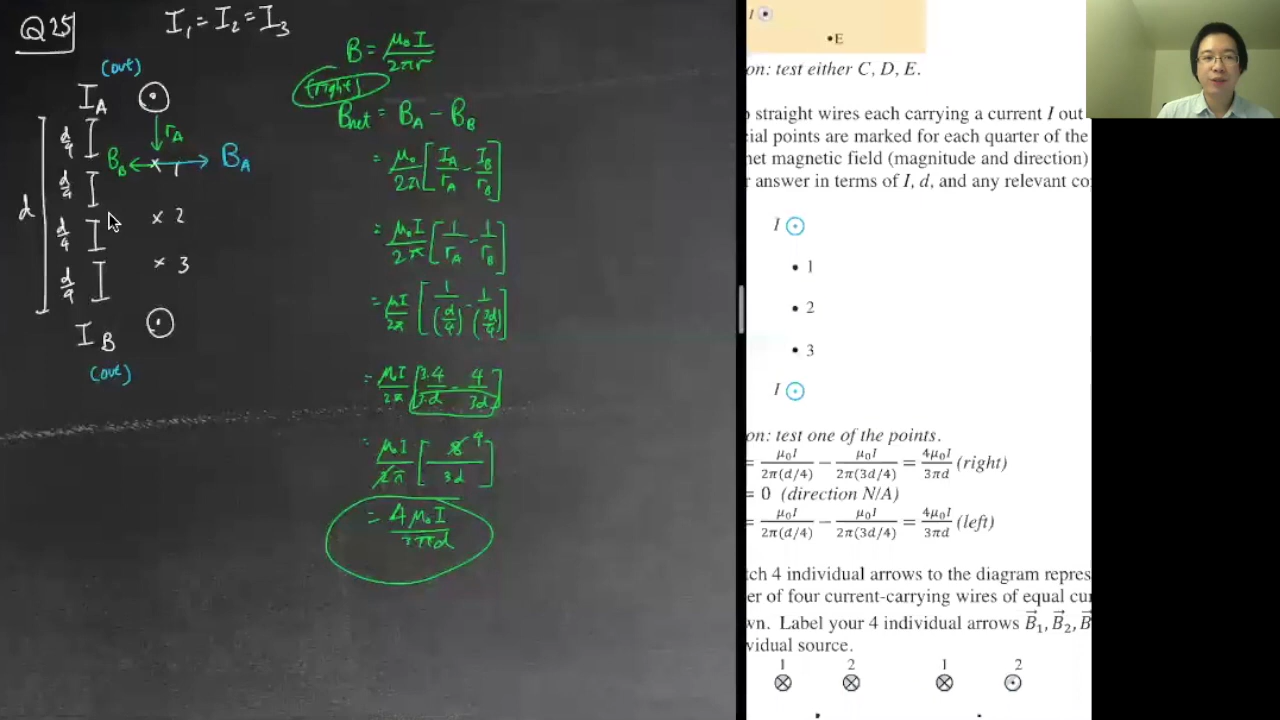 Q25
I₁ = I₂ = I₃
(out)
I_A
r_A
d/4
B_B
B_A
1
d/4
d
× 2
d/4
× 3
d/4
I_B
(out)
B = μ₀I / 2πr
(right)
B_net = B_A - B_B
= μ₀/2π [ I_A/r_A - I_B/r_B ]
= μ₀I/2π [ 1/r_A - 1/r_B ]
= μI/2π [ 1/(d/4) - 1/(3d/4) ]
= μ₀I/2π [ 3·4/3·d - 4/3d ]
= μ₀I/2π [ 8 4/3d ]
= 4μ₀I/3πd
I
•E
on: test either C, D, E.
o straight wires each carrying a current I out
cial points are marked for each quarter of the
net magnetic field (magnitude and direction)
r answer in terms of I, d, and any relevant co
I
• 1
• 2
• 3
I
on: test one of the points.
= μ₀I/2π(d/4) − μ₀I/2π(3d/4) = 4μ₀I/3πd (right)
= 0 (direction N/A)
= μ₀I/2π(d/4) − μ₀I/2π(3d/4) = 4μ₀I/3πd (left)
tch 4 individual arrows to the diagram repres
er of four current-carrying wires of equal cu
wn. Label your 4 individual arrows B⃗₁, B⃗₂, B⃗
vidual source.
1 2 1 2